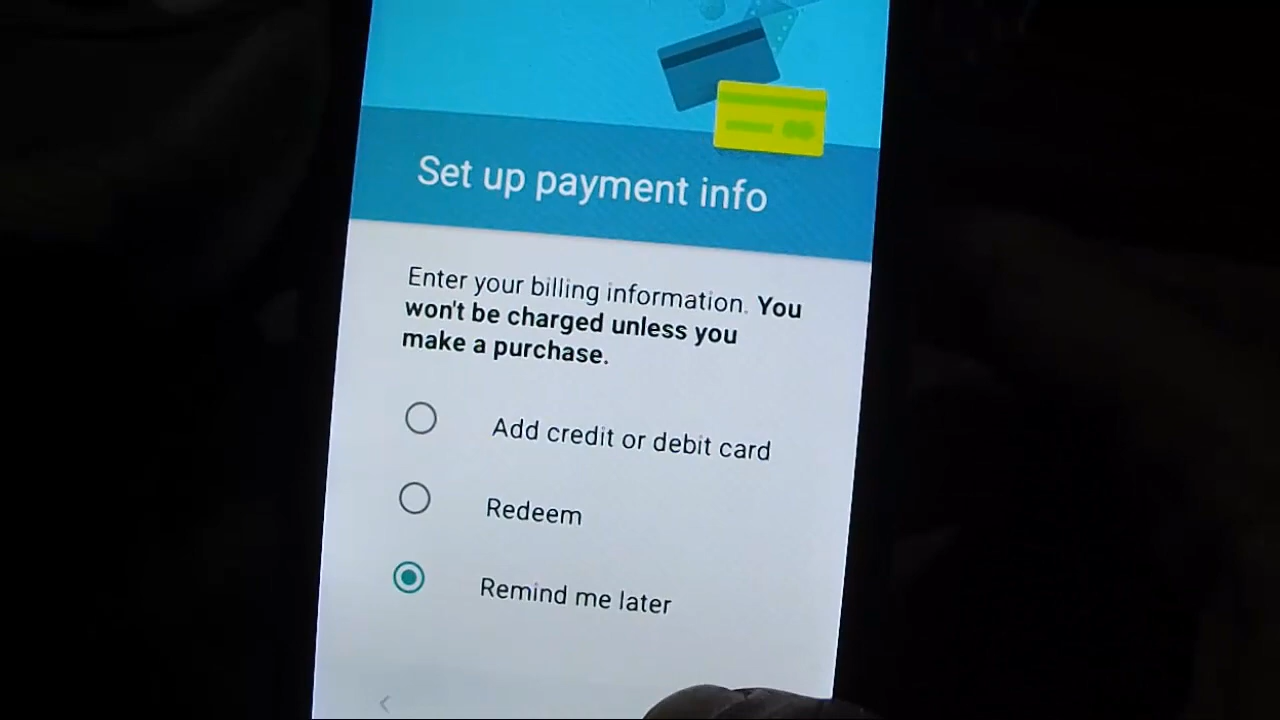 Set up payment info
Enter your billing information. You
won't be charged unless you
make a purchase.
Add credit or debit card
Redeem
Remind me later